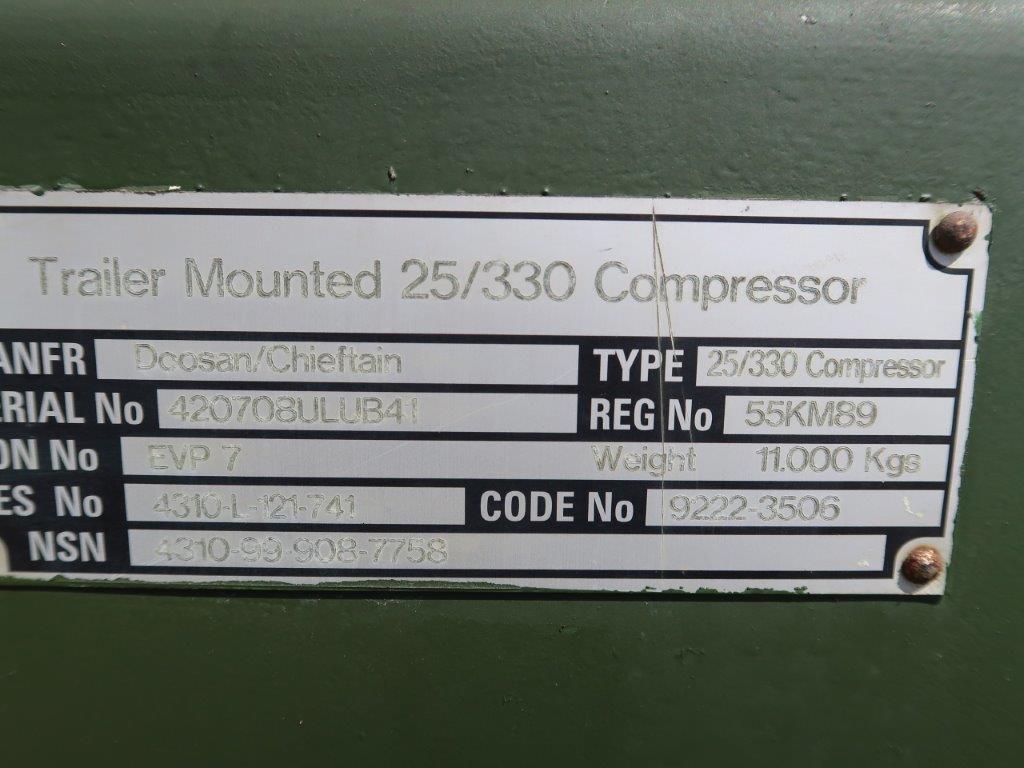 Trailer Mounted 25/330 Compressor
ANFR Doosan/Chieftain TYPE 25/330 Compressor
ERIAL No 420708ULUB41 REG No 55KM89
ON No EVP 7 Weight 11.000 Kgs
ES No 4310-L-121-741 CODE No 9222-3506
NSN 4310-99-908-7758